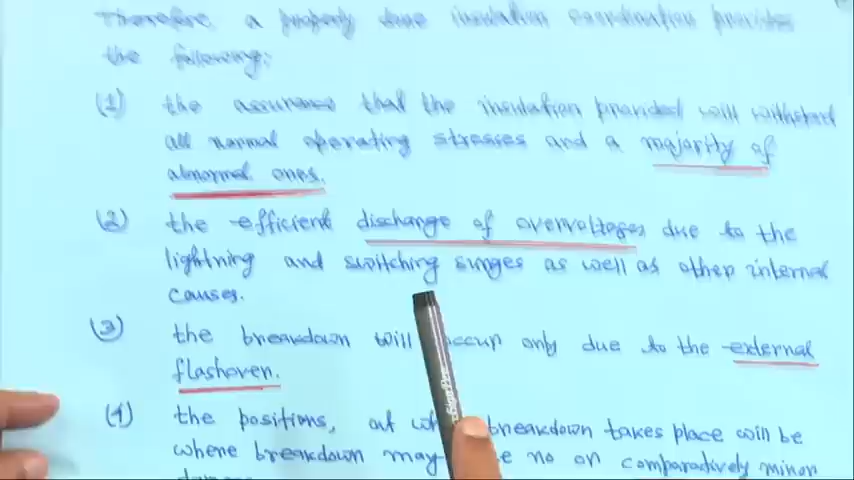 Therefore, a properly done insulation coordination provides
the following:
(1) the assurance that the insulation provided will withstand
all normal operating stresses and a majority of
abnormal ones.
(2) the efficient discharge of overvoltages due to the
lightning and switching surges as well as other internal
causes.
(3) the breakdown will occur only due to the external
flashover.
(4) the positions, at breakdown takes place will be
where breakdown may no or comparatively minor